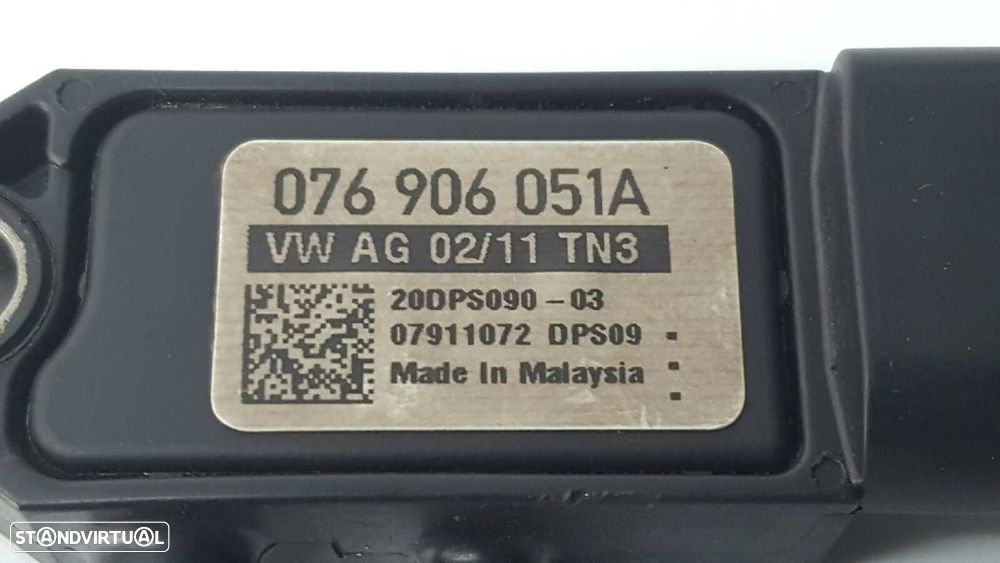 076 906 051A
VW AG 02/11 TN3
20DPS090-03
07911072 DPS09
Made In Malaysia
STANDVIRTUAL